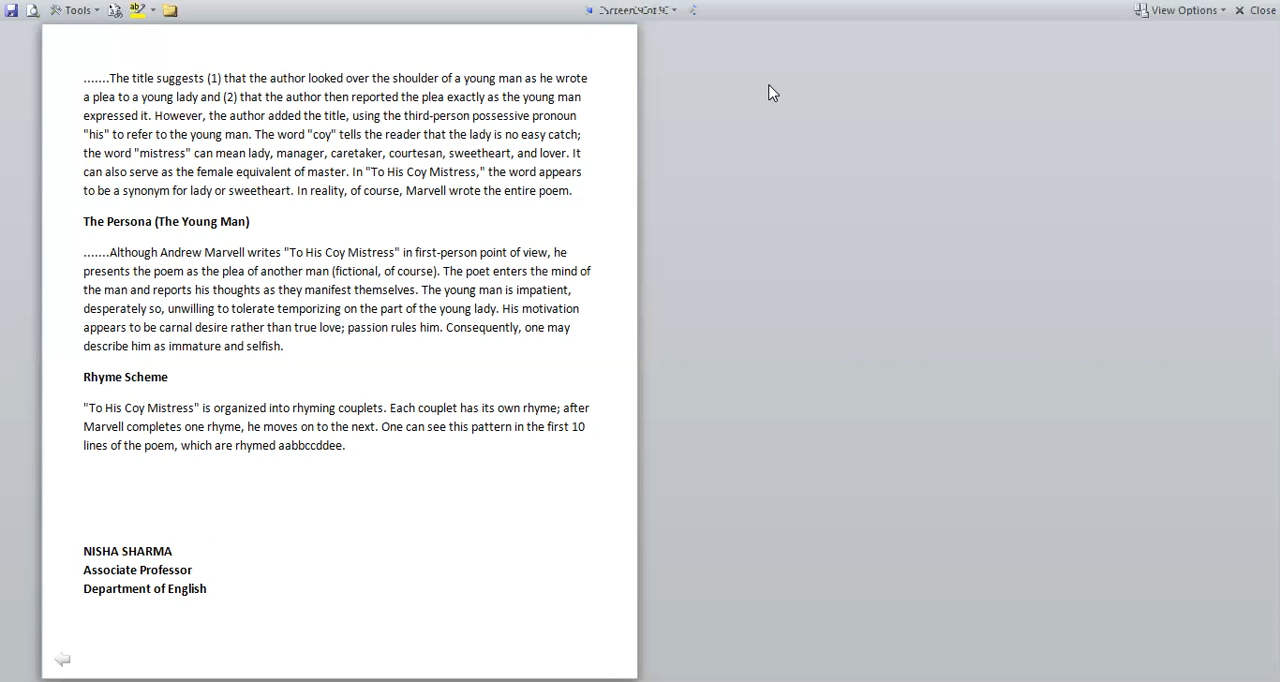 Tools
View Options
Close
.......The title suggests (1) that the author looked over the shoulder of a young man as he wrote
a plea to a young lady and (2) that the author then reported the plea exactly as the young man
expressed it. However, the author added the title, using the third-person possessive pronoun
"his" to refer to the young man. The word "coy" tells the reader that the lady is no easy catch;
the word "mistress" can mean lady, manager, caretaker, courtesan, sweetheart, and lover. It
can also serve as the female equivalent of master. In "To His Coy Mistress," the word appears
to be a synonym for lady or sweetheart. In reality, of course, Marvell wrote the entire poem.
The Persona (The Young Man)
.......Although Andrew Marvell writes "To His Coy Mistress" in first-person point of view, he
presents the poem as the plea of another man (fictional, of course). The poet enters the mind of
the man and reports his thoughts as they manifest themselves. The young man is impatient,
desperately so, unwilling to tolerate temporizing on the part of the young lady. His motivation
appears to be carnal desire rather than true love; passion rules him. Consequently, one may
describe him as immature and selfish.
Rhyme Scheme
"To His Coy Mistress" is organized into rhyming couplets. Each couplet has its own rhyme; after
Marvell completes one rhyme, he moves on to the next. One can see this pattern in the first 10
lines of the poem, which are rhymed aabbccddee.
NISHA SHARMA
Associate Professor
Department of English